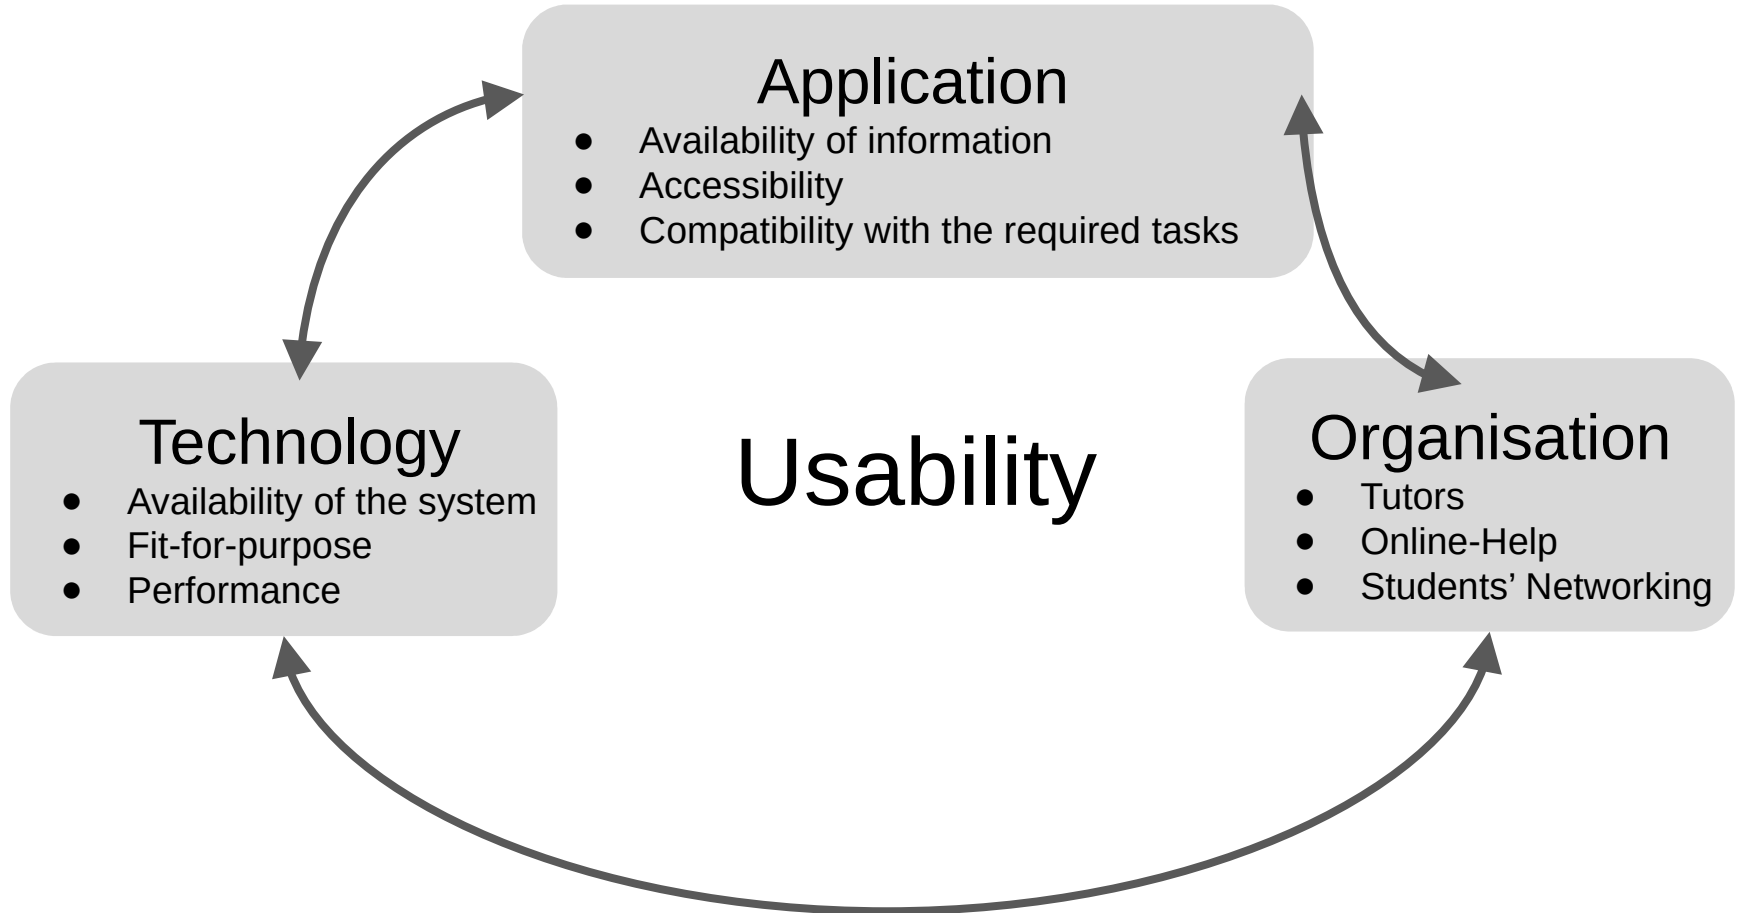 Application
● Availability of information
● Accessibility
● Compatibility with the required tasks
Technology
● Availability of the system
● Fit-for-purpose
● Performance
Usability
Organisation
● Tutors
● Online-Help
● Students’ Networking